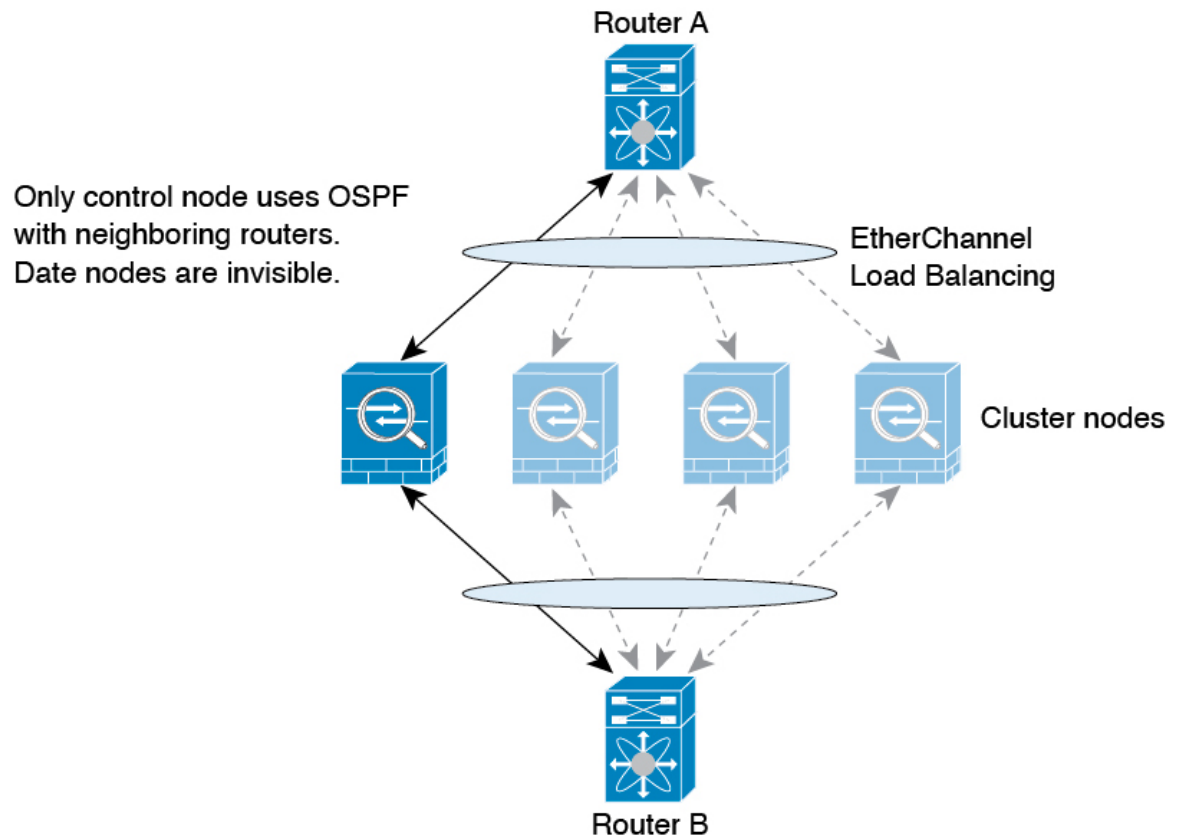 Router A
Only control node uses OSPF
with neighboring routers.
Date nodes are invisible.
EtherChannel
Load Balancing
Cluster nodes
Router B